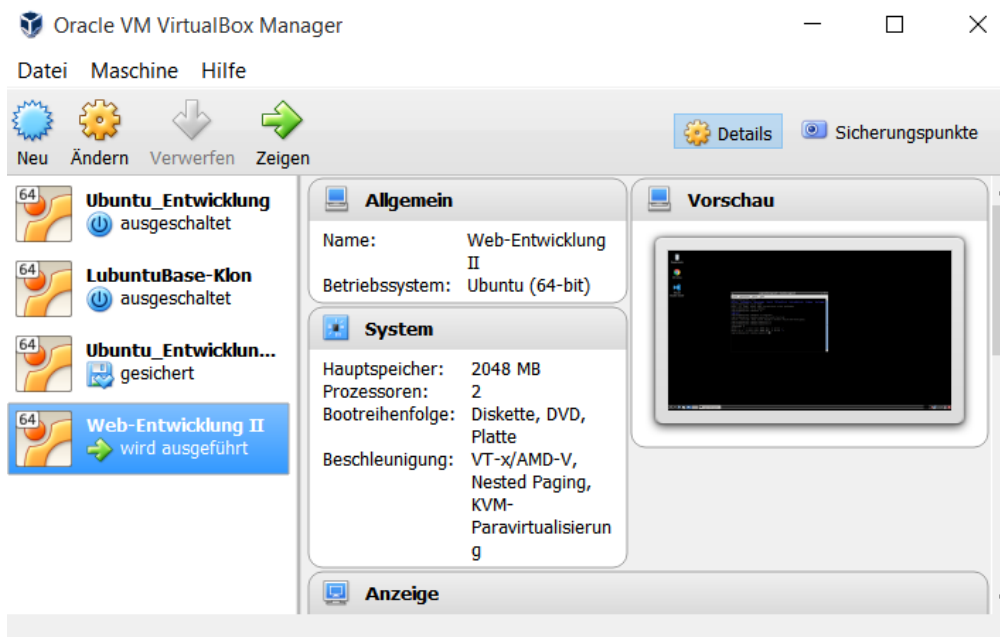 Oracle VM VirtualBox Manager
Datei Maschine Hilfe
Neu Ändern Verwerfen Zeigen
Details Sicherungspunkte
64 Ubuntu_Entwicklung
ausgeschaltet
64 LubuntuBase-Klon
ausgeschaltet
64 Ubuntu_Entwicklun...
gesichert
64 Web-Entwicklung II
wird ausgeführt
Allgemein
Name: Web-Entwicklung
II
Betriebssystem: Ubuntu (64-bit)
System
Hauptspeicher: 2048 MB
Prozessoren: 2
Bootreihenfolge: Diskette, DVD,
Platte
Beschleunigung: VT-x/AMD-V,
Nested Paging,
KVM-
Paravirtualisierun
g
Anzeige
Vorschau